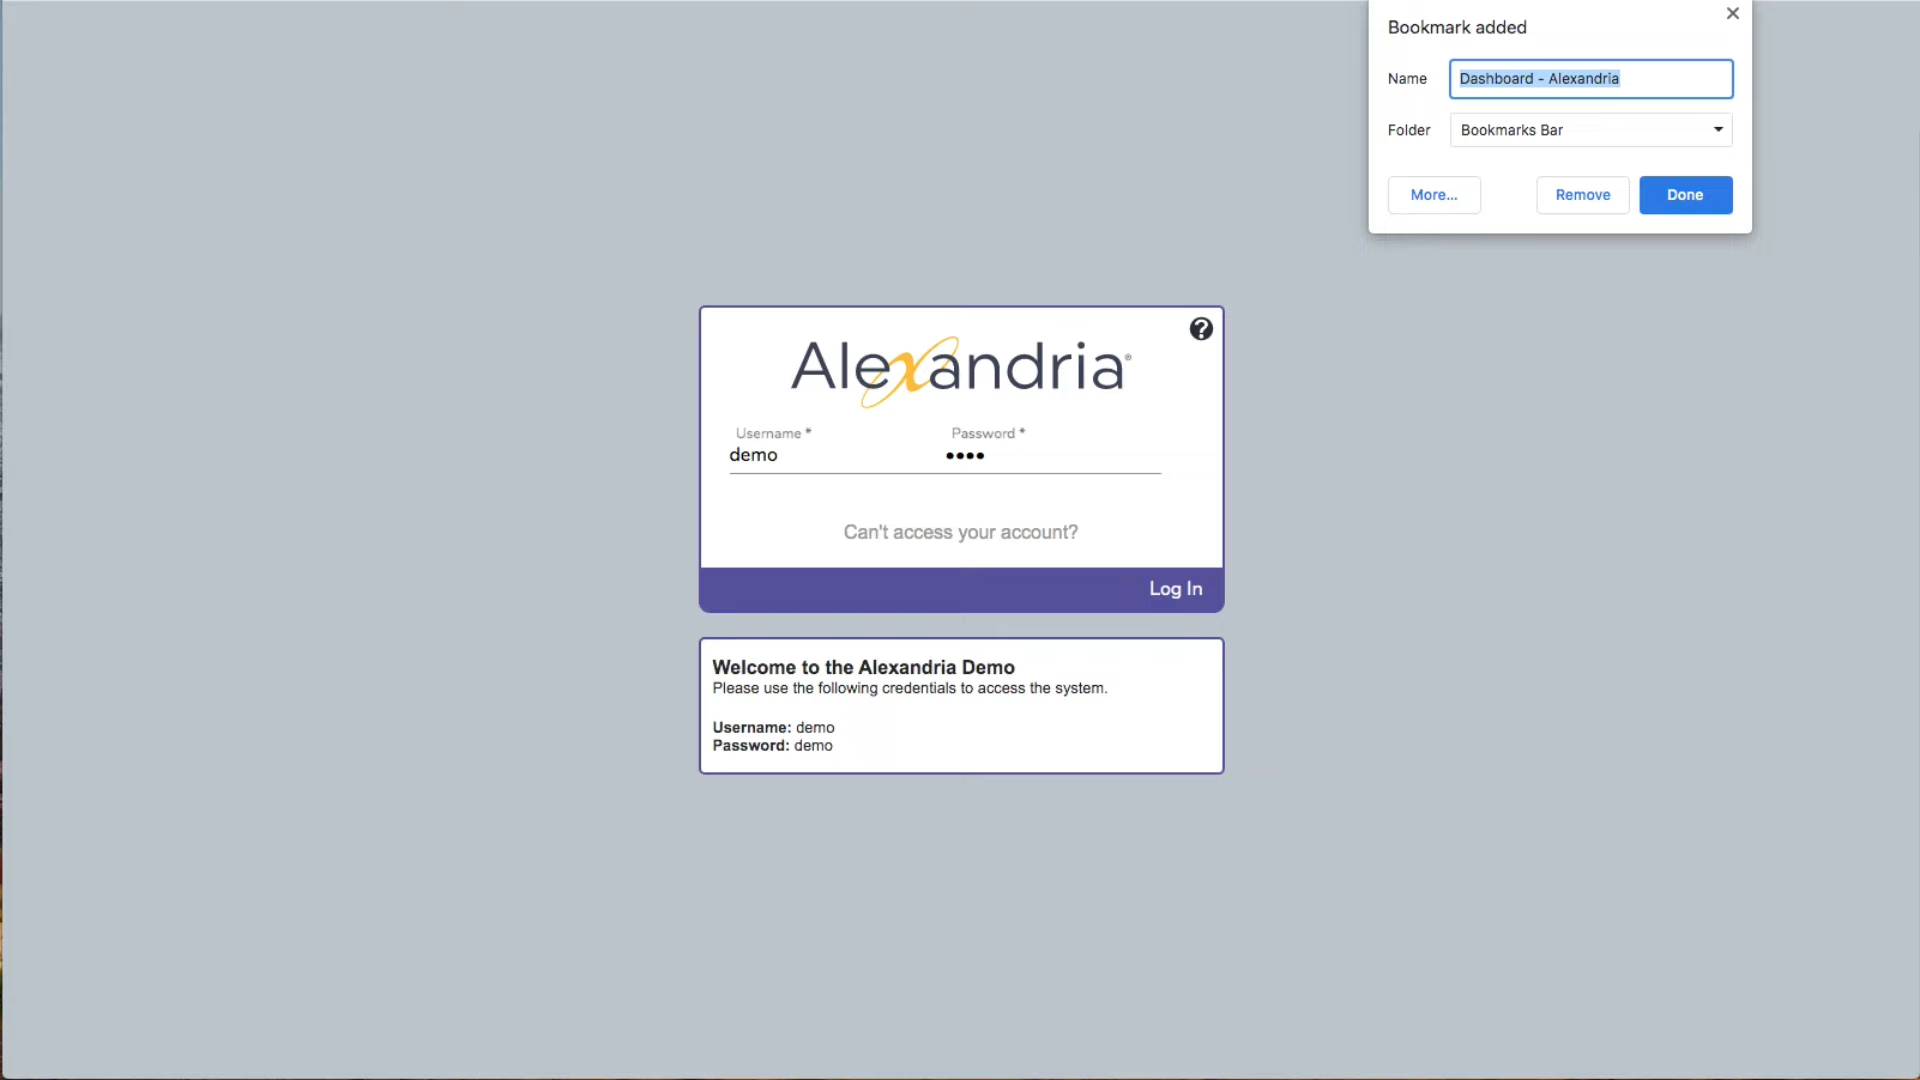 Bookmark added
Name Dashboard - Alexandria
Folder Bookmarks Bar
More... Remove Done
Alexandria®
Username * Password *
demo ••••
Can't access your account?
Log In
Welcome to the Alexandria Demo
Please use the following credentials to access the system.
Username: demo
Password: demo